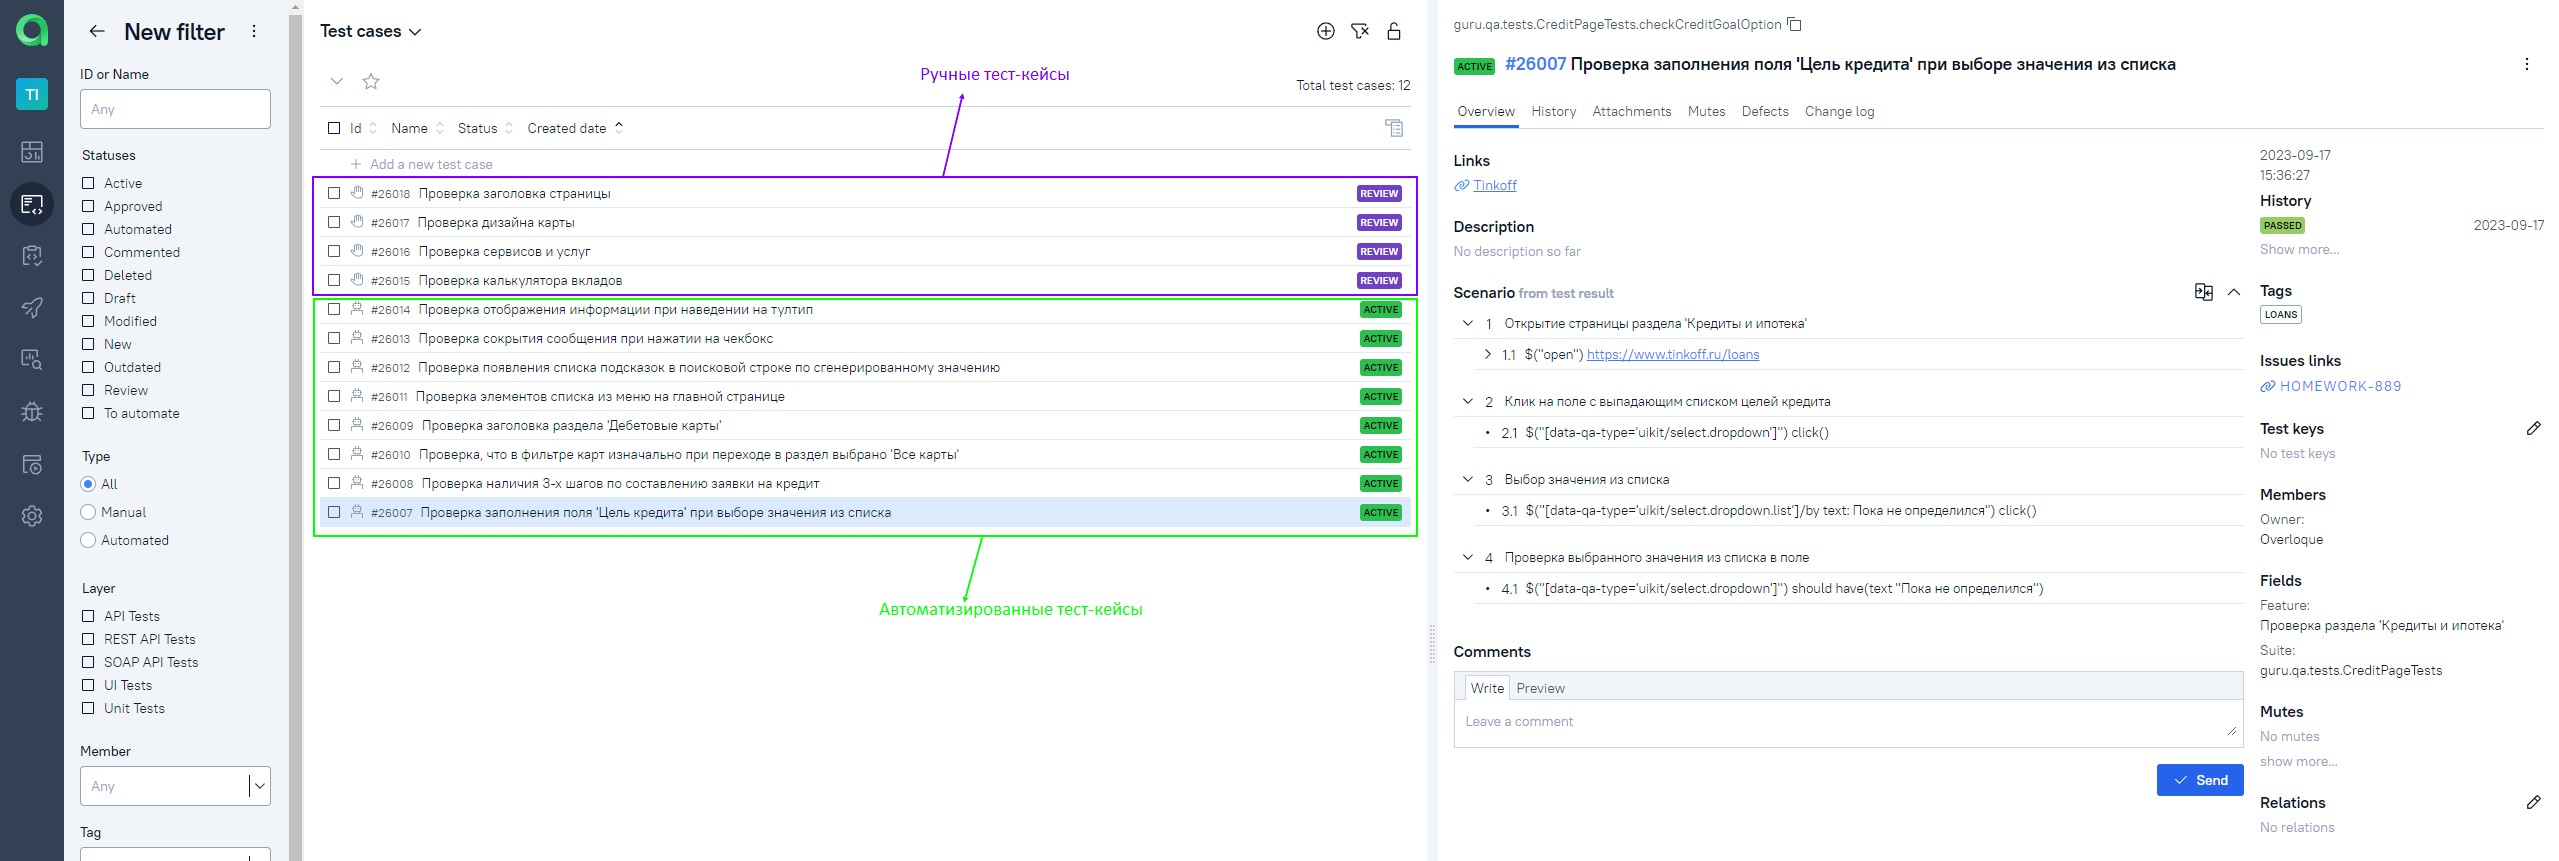 TI
New filter
ID or Name
Any
Statuses
Active
Approved
Automated
Commented
Deleted
Draft
Modified
New
Outdated
Review
To automate
Type
All
Manual
Automated
Layer
API Tests
REST API Tests
SOAP API Tests
UI Tests
Unit Tests
Member
Any
Tag
Test cases
Ручные тест-кейсы
Total test cases: 12
Id Name Status Created date
Add a new test case
#26018 Проверка заголовка страницы REVIEW
#26017 Проверка дизайна карты REVIEW
#26016 Проверка сервисов и услуг REVIEW
#26015 Проверка калькулятора вкладов REVIEW
#26014 Проверка отображения информации при наведении на тултип ACTIVE
#26013 Проверка сокрытия сообщения при нажатии на чекбокс ACTIVE
#26012 Проверка появления списка подсказок в поисковой строке по сгенерированному значению ACTIVE
#26011 Проверка элементов списка из меню на главной странице ACTIVE
#26009 Проверка заголовка раздела 'Дебетовые карты' ACTIVE
#26010 Проверка, что в фильтре карт изначально при переходе в раздел выбрано 'Все карты' ACTIVE
#26008 Проверка наличия 3-х шагов по составлению заявки на кредит ACTIVE
#26007 Проверка заполнения поля 'Цель кредита' при выборе значения из списка ACTIVE
Автоматизированные тест-кейсы
guru.qa.tests.CreditPageTests.checkCreditGoalOption
ACTIVE #26007 Проверка заполнения поля 'Цель кредита' при выборе значения из списка
Overview History Attachments Mutes Defects Change log
Links
Tinkoff
Description
No description so far
Scenario from test result
1 Открытие страницы раздела 'Кредиты и ипотека'
1.1 $("open") https://www.tinkoff.ru/loans
2 Клик на поле с выпадающим списком целей кредита
2.1 $("[data-qa-type='uikit/select.dropdown']") click()
3 Выбор значения из списка
3.1 $("[data-qa-type='uikit/select.dropdown.list']/by text: Пока не определился") click()
4 Проверка выбранного значения из списка в поле
4.1 $("[data-qa-type='uikit/select.dropdown']") should have(text "Пока не определился")
Comments
Write Preview
Leave a comment
Send
2023-09-17
15:36:27
History
PASSED 2023-09-17
Show more...
Tags
LOANS
Issues links
HOMEWORK-889
Test keys
No test keys
Members
Owner:
Overloque
Fields
Feature:
Проверка раздела 'Кредиты и ипотека'
Suite:
guru.qa.tests.CreditPageTests
Mutes
No mutes
show more...
Relations
No relations